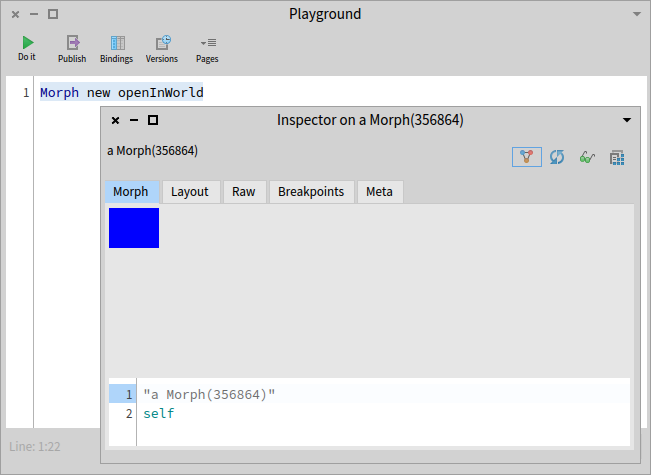 Playground
Do it Publish Bindings Versions Pages
1 Morph new openInWorld
Inspector on a Morph(356864)
a Morph(356864)
Morph Layout Raw Breakpoints Meta
1 "a Morph(356864)"
2 self
Line: 1:22